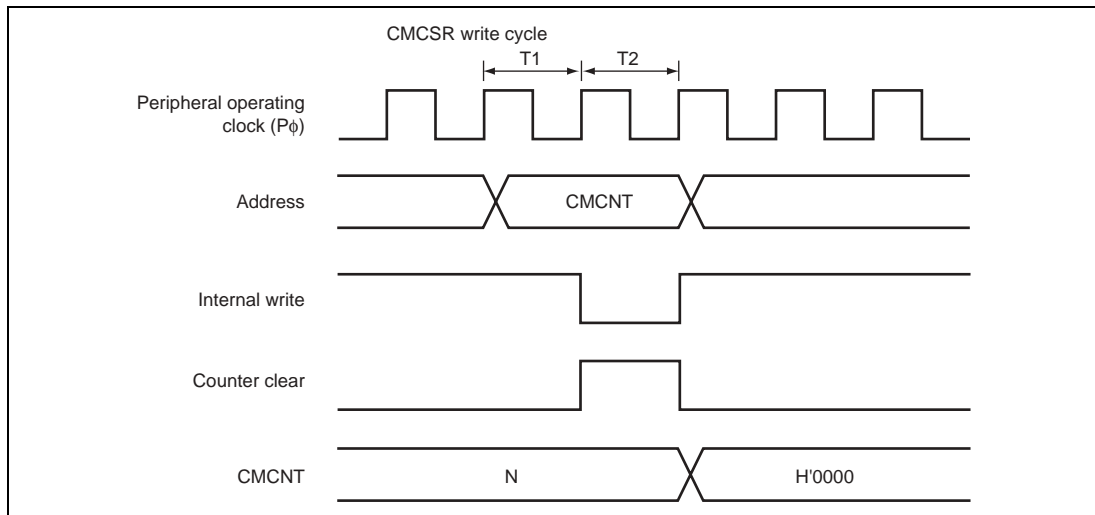 CMCSR write cycle
T1 T2
Peripheral operating
clock (Pϕ)
Address
CMCNT
Internal write
Counter clear
CMCNT
N
H'0000